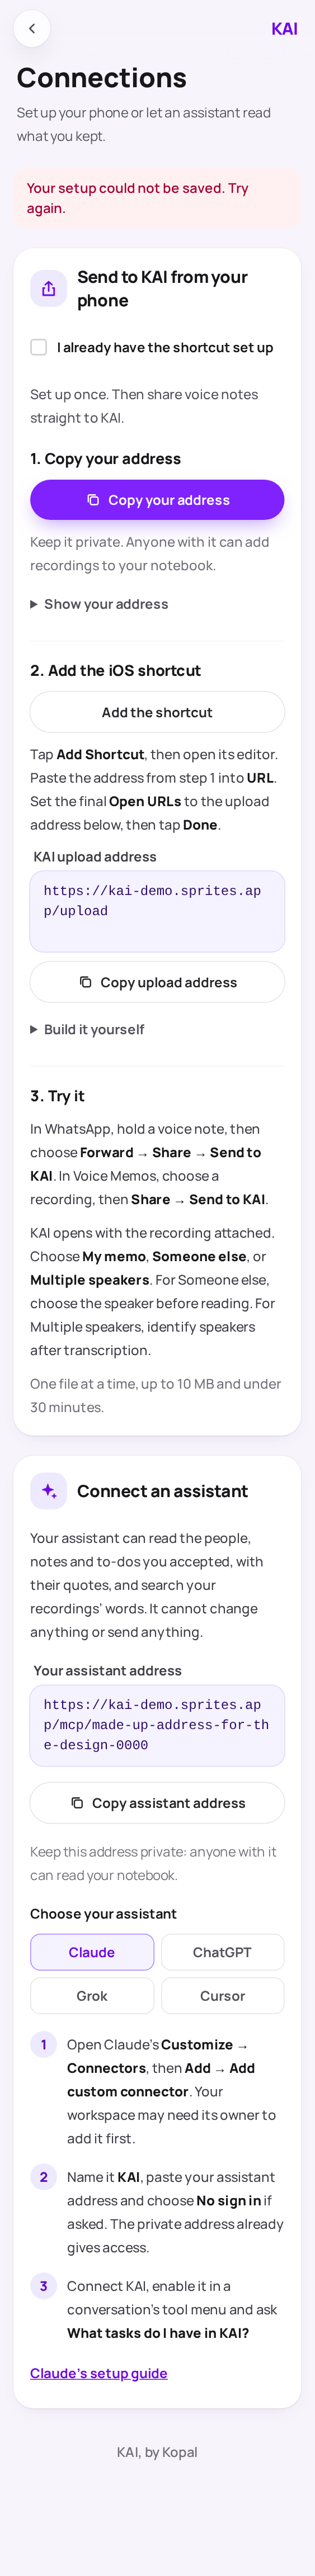 KAI
Connections
Set up your phone or let an assistant read
what you kept.
Your setup could not be saved. Try
again.
Send to KAI from your
phone
I already have the shortcut set up
Set up once. Then share voice notes
straight to KAI.
1. Copy your address
Copy your address
Keep it private. Anyone with it can add
recordings to your notebook.
Show your address
2. Add the iOS shortcut
Add the shortcut
Tap Add Shortcut, then open its editor.
Paste the address from step 1 into URL.
Set the final Open URLs to the upload
address below, then tap Done.
KAI upload address
https://kai-demo.sprites.ap
p/upload
Copy upload address
Build it yourself
3. Try it
In WhatsApp, hold a voice note, then
choose Forward → Share → Send to
KAI. In Voice Memos, choose a
recording, then Share → Send to KAI.
KAI opens with the recording attached.
Choose My memo, Someone else, or
Multiple speakers. For Someone else,
choose the speaker before reading. For
Multiple speakers, identify speakers
after transcription.
One file at a time, up to 10 MB and under
30 minutes.
Connect an assistant
Your assistant can read the people,
notes and to-dos you accepted, with
their quotes, and search your
recordings’ words. It cannot change
anything or send anything.
Your assistant address
https://kai-demo.sprites.ap
p/mcp/made-up-address-for-th
e-design-0000
Copy assistant address
Keep this address private: anyone with it
can read your notebook.
Choose your assistant
Claude ChatGPT
Grok Cursor
1 Open Claude’s Customize →
Connectors, then Add → Add
custom connector. Your
workspace may need its owner to
add it first.
2 Name it KAI, paste your assistant
address and choose No sign in if
asked. The private address already
gives access.
3 Connect KAI, enable it in a
conversation’s tool menu and ask
What tasks do I have in KAI?
Claude’s setup guide
KAI, by Kopal